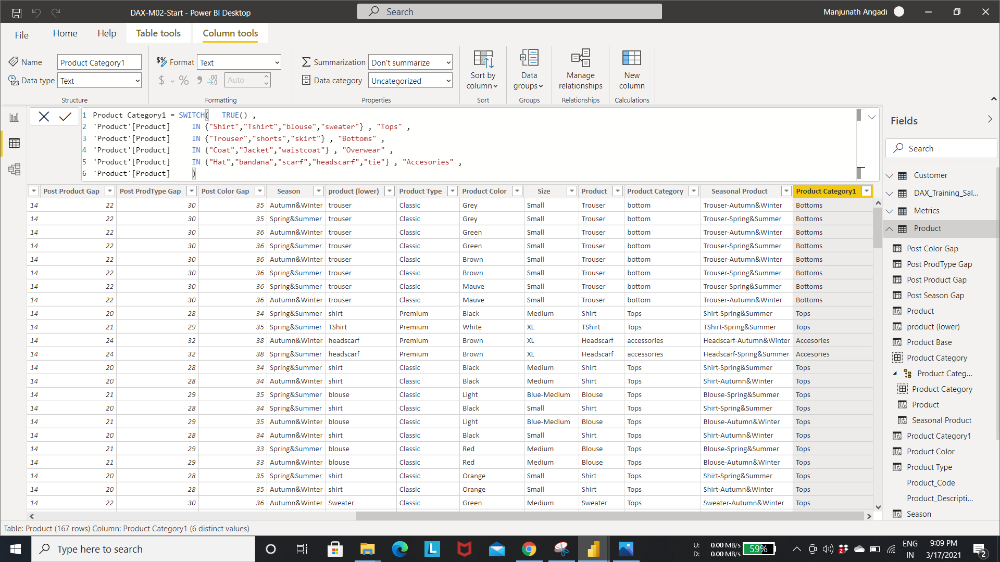 DAX-M02-Start - Power BI Desktop
Search
Manjunath Angadi
File Home Help Table tools Column tools
Name Product Category1
Data type Text
Structure
$% Format Text
$ % Auto
Formatting
Summarization Don't summarize
Data category Uncategorized
Properties
Sort by column
Sort
Data groups
Groups
Manage relationships
Relationships
New column
Calculations
1 Product Category1 = SWITCH( TRUE() ,
2 'Product'[Product] IN {"Shirt","Tshirt","blouse","sweater"} , "Tops" ,
3 'Product'[Product] IN {"Trouser","shorts","skirt"} , "Bottoms" ,
4 'Product'[Product] IN {"Coat","Jacket","waistcoat"} , "Overwear" ,
5 'Product'[Product] IN {"Hat","bandana","scarf","headscarf","tie"} , "Accesories" ,
6 'Product'[Product] )
Post Product Gap Post ProdType Gap Post Color Gap Season product (lower) Product Type Product Color Size Product Product Category Seasonal Product Product Category1
14 22 30 35 Autumn&Winter trouser Classic Grey Small Trouser bottom Trouser-Autumn&Winter Bottoms
14 22 30 35 Spring&Summer trouser Classic Grey Small Trouser bottom Trouser-Spring&Summer Bottoms
14 22 30 36 Autumn&Winter trouser Classic Green Small Trouser bottom Trouser-Autumn&Winter Bottoms
14 22 30 36 Spring&Summer trouser Classic Green Small Trouser bottom Trouser-Spring&Summer Bottoms
14 22 30 36 Autumn&Winter trouser Classic Brown Small Trouser bottom Trouser-Autumn&Winter Bottoms
14 22 30 36 Spring&Summer trouser Classic Brown Small Trouser bottom Trouser-Spring&Summer Bottoms
14 22 30 36 Spring&Summer trouser Classic Mauve Small Trouser bottom Trouser-Spring&Summer Bottoms
14 22 30 36 Autumn&Winter trouser Classic Mauve Small Trouser bottom Trouser-Autumn&Winter Bottoms
14 20 28 34 Spring&Summer shirt Premium Black Medium Shirt Tops Shirt-Spring&Summer Tops
14 21 29 35 Spring&Summer TShirt Premium White XL TShirt Tops TShirt-Spring&Summer Tops
14 24 32 38 Autumn&Winter headscarf Premium Brown XL Headscarf accessories Headscarf-Autumn&Winter Accesories
14 24 32 38 Spring&Summer headscarf Premium Brown XL Headscarf accessories Headscarf-Spring&Summer Accesories
14 20 28 34 Spring&Summer shirt Classic Black Medium Shirt Tops Shirt-Spring&Summer Tops
14 20 28 34 Autumn&Winter shirt Classic Black Medium Shirt Tops Shirt-Autumn&Winter Tops
14 21 29 35 Spring&Summer blouse Classic Light Blue-Medium Blouse Tops Blouse-Spring&Summer Tops
14 20 28 34 Spring&Summer shirt Classic Black Small Shirt Tops Shirt-Spring&Summer Tops
14 21 29 35 Autumn&Winter blouse Classic Light Blue-Medium Blouse Tops Blouse-Autumn&Winter Tops
14 20 28 34 Autumn&Winter shirt Classic Black Small Shirt Tops Shirt-Autumn&Winter Tops
14 21 29 33 Spring&Summer blouse Classic Red Medium Blouse Tops Blouse-Spring&Summer Tops
14 21 29 33 Autumn&Winter blouse Classic Red Medium Blouse Tops Blouse-Autumn&Winter Tops
14 20 28 35 Spring&Summer shirt Classic Orange Small Shirt Tops Shirt-Spring&Summer Tops
14 20 28 35 Autumn&Winter shirt Classic Orange Small Shirt Tops Shirt-Autumn&Winter Tops
14 22 30 36 Autumn&Winter Sweater Classic Green Medium Sweater Tops Sweater-Autumn&Winter Tops
Fields
Search
Customer
DAX_Training_Sal...
Metrics
Product
Post Color Gap
Post ProdType Gap
Post Product Gap
Post Season Gap
Product
product (lower)
Product Base
Product Category
Product Categ...
Product Category
Product
Seasonal Product
Product Category1
Product Color
Product Type
Product_Code
Product_Descripti...
Season
Table: Product (167 rows) Column: Product Category1 (6 distinct values)
Type here to search
U: 0.00 MB/s
D: 0.00 MB/s
59%
2
ENG
IN
9:09 PM
3/17/2021
2